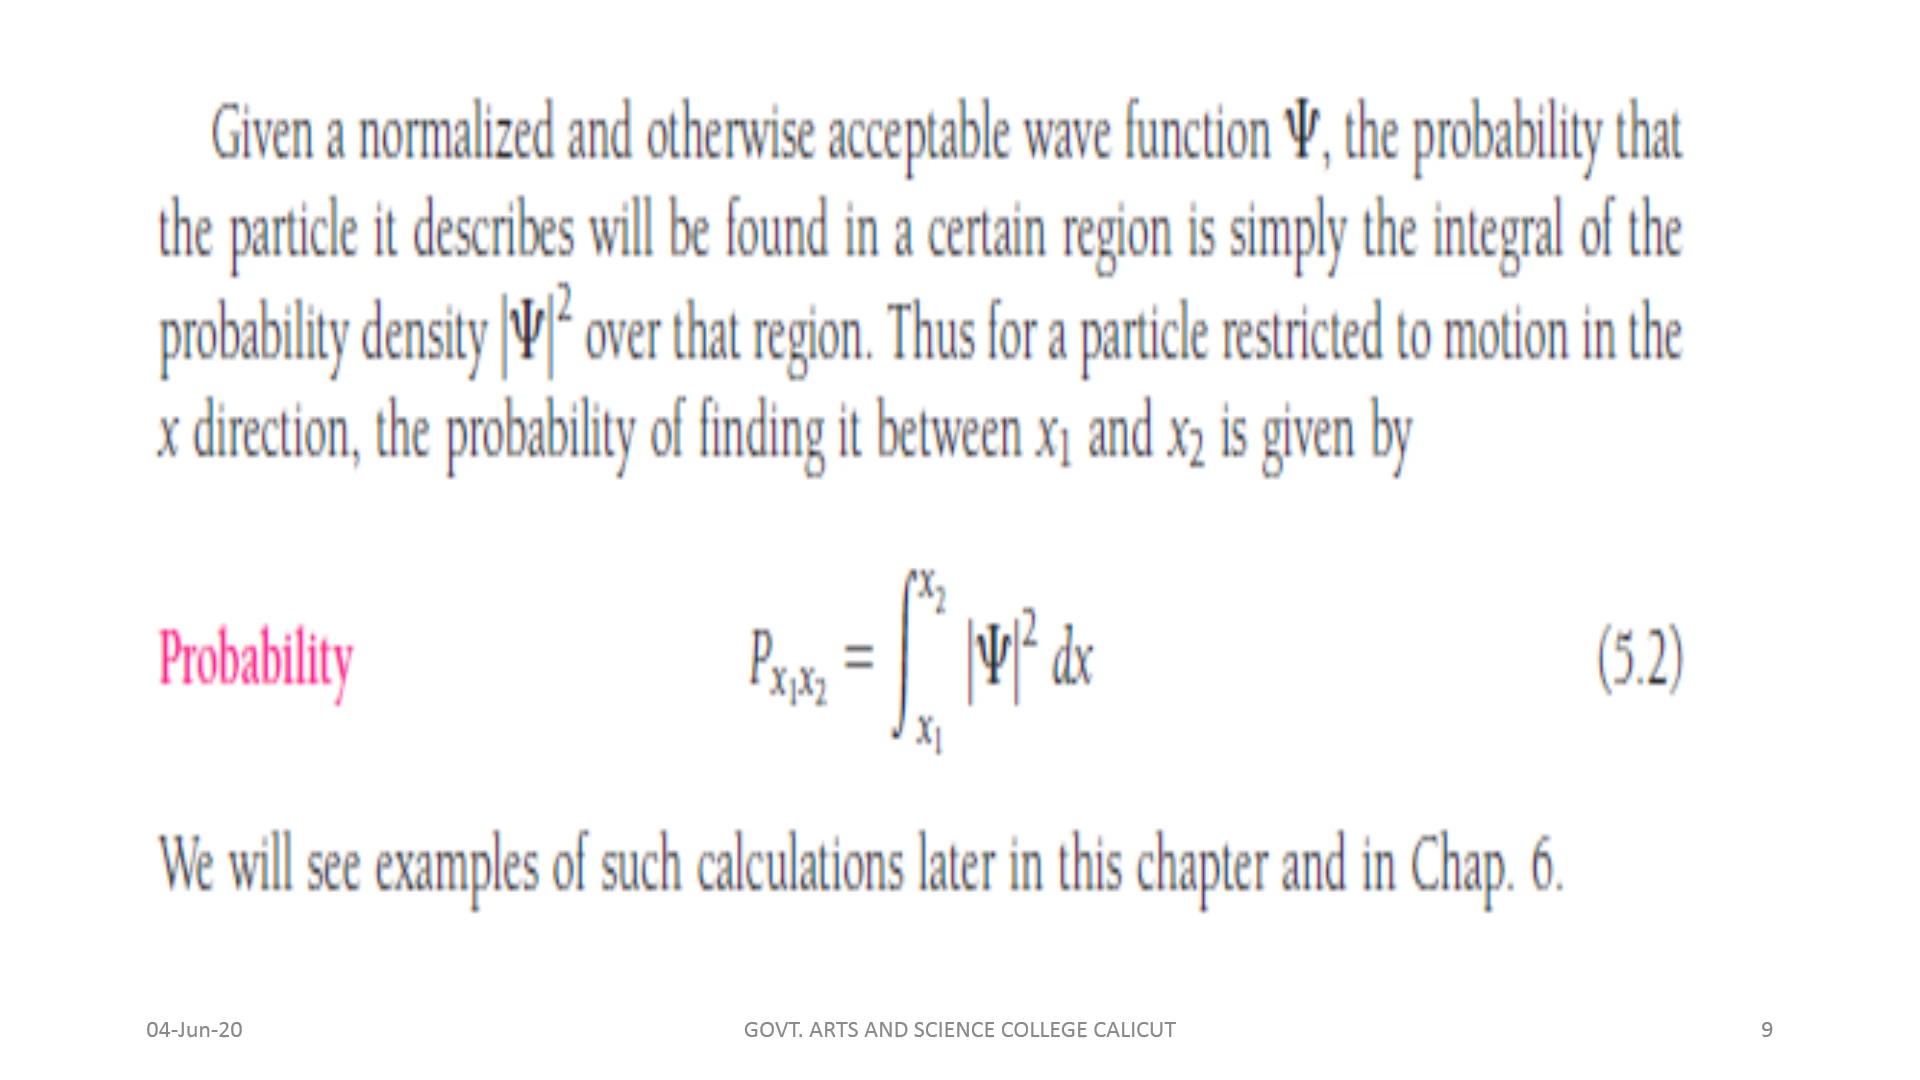 Given a normalized and otherwise acceptable wave function Ψ, the probability that
the particle it describes will be found in a certain region is simply the integral of the
probability density |Ψ|² over that region. Thus for a particle restricted to motion in the
x direction, the probability of finding it between x₁ and x₂ is given by
Probability P_{x₁x₂} = ∫_{x₁}^{x₂} |Ψ|² dx (5.2)
We will see examples of such calculations later in this chapter and in Chap. 6.
04-Jun-20 GOVT. ARTS AND SCIENCE COLLEGE CALICUT 9